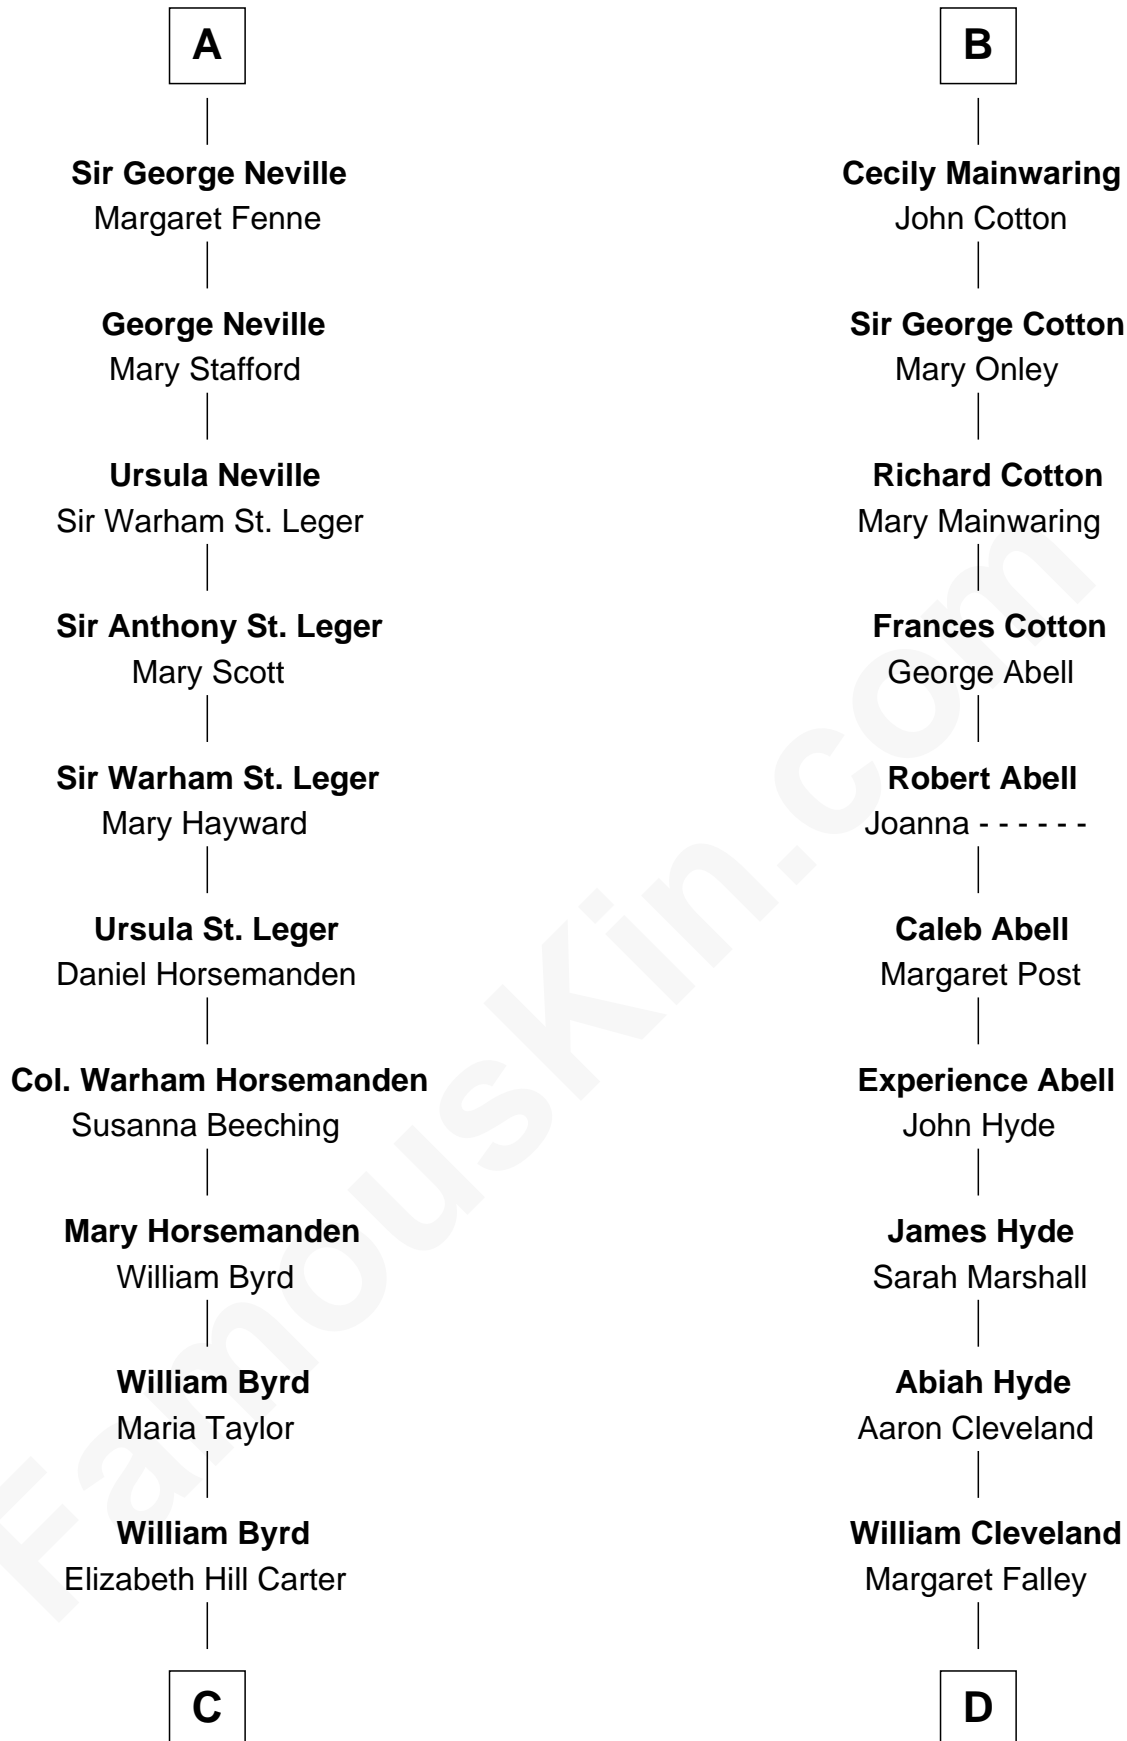 A
Sir George Neville
Margaret Fenne
George Neville
Mary Stafford
Ursula Neville
Sir Warham St. Leger
Sir Anthony St. Leger
Mary Scott
Sir Warham St. Leger
Mary Hayward
Ursula St. Leger
Daniel Horsemanden
Col. Warham Horsemanden
Susanna Beeching
Mary Horsemanden
William Byrd
William Byrd
Maria Taylor
William Byrd
Elizabeth Hill Carter
C
B
Cecily Mainwaring
John Cotton
Sir George Cotton
Mary Onley
Richard Cotton
Mary Mainwaring
Frances Cotton
George Abell
Robert Abell
Joanna - - - - - -
Caleb Abell
Margaret Post
Experience Abell
John Hyde
James Hyde
Sarah Marshall
Abiah Hyde
Aaron Cleveland
William Cleveland
Margaret Falley
D
FamousKin.com